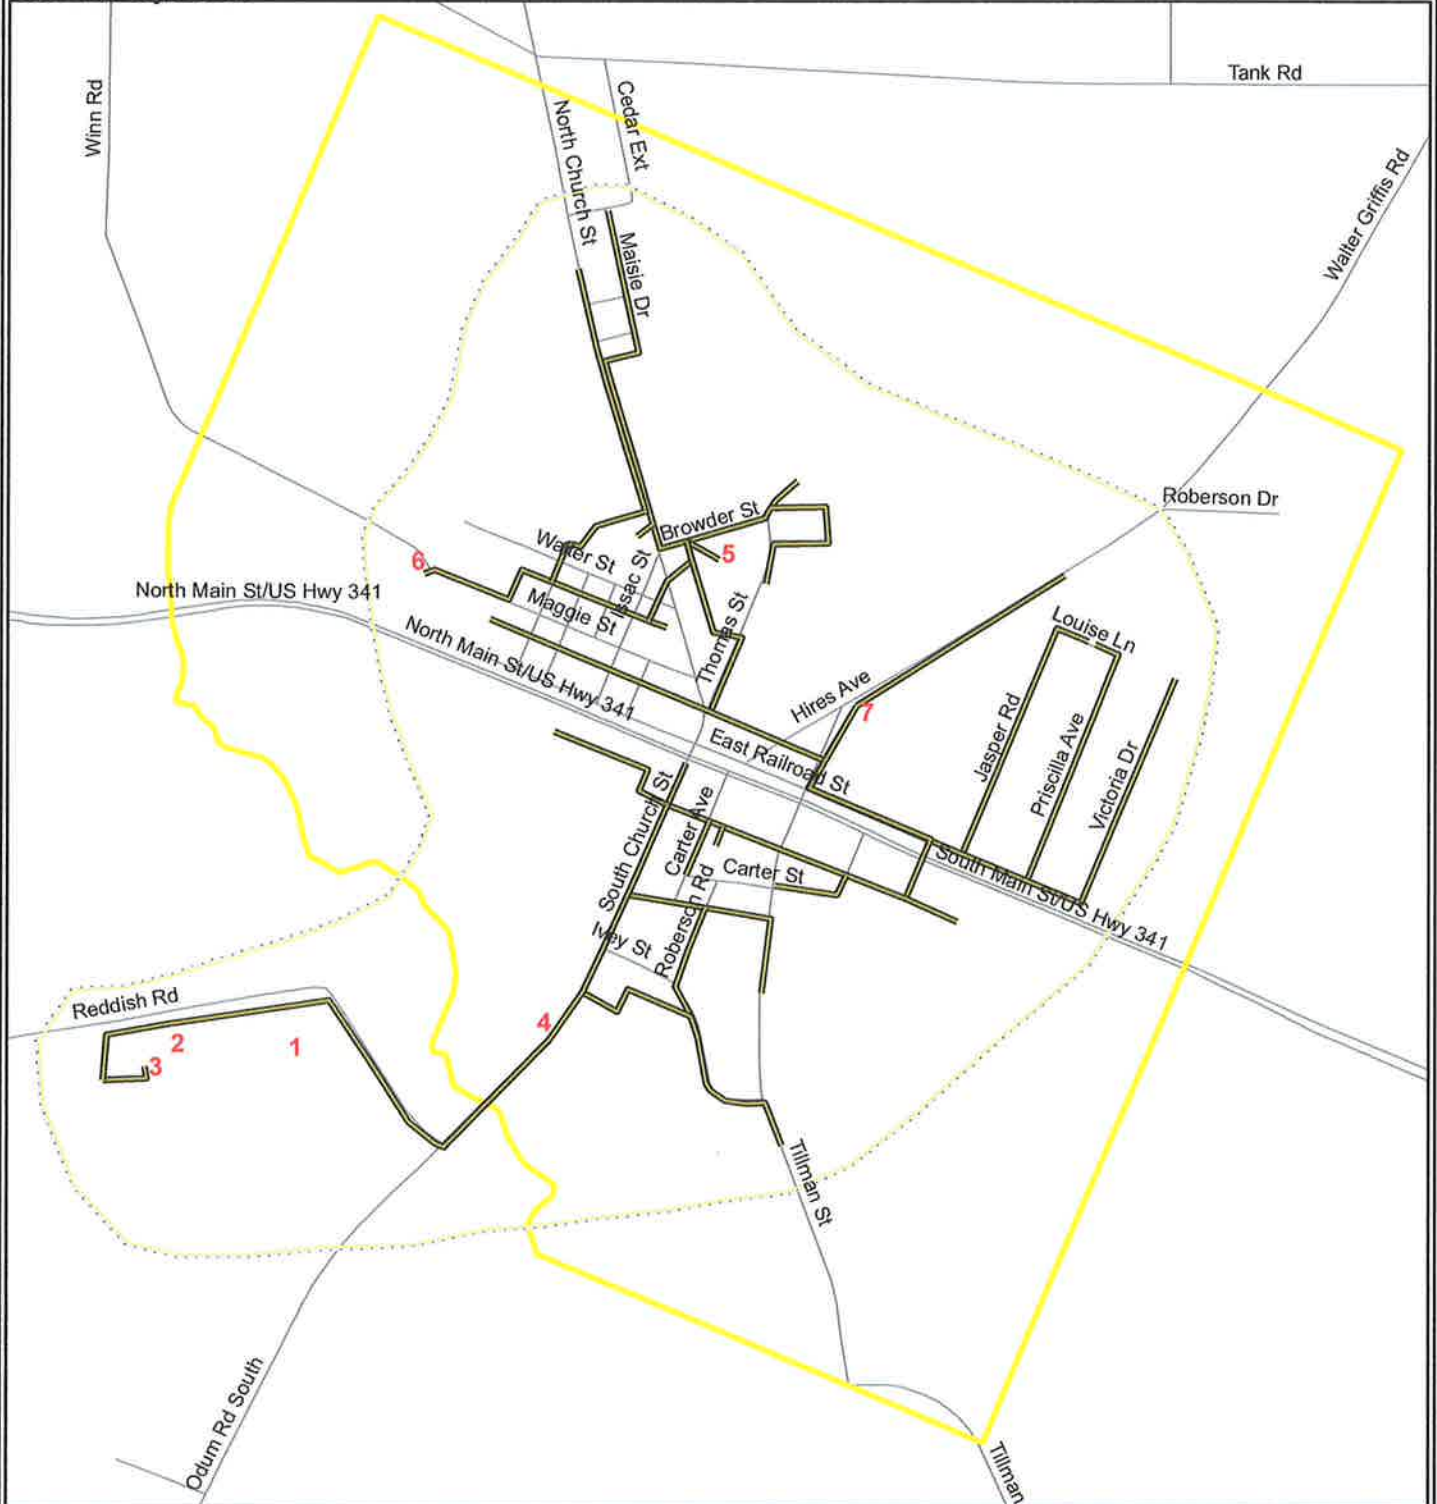 Tank Rd
Winn Rd
Cedar Ext
North Church St
Walter Griffis Rd
Maisie Dr
Roberson Dr
Browder St
5
Walter St
6
Issac St
North Main St/US Hwy 341
Maggie St
Louise Ln
North Main St/US Hwy 341
Thomas St
Hires Ave
7
Jasper Rd
East Railroad St
Priscilla Ave
Victoria Dr
South Church St
Carter Ave
Carter St
South Main St/US Hwy 341
Roberson Rd
Ivey St
Reddish Rd
4
2
1
3
Tillman St
Odum Rd South
Tillman